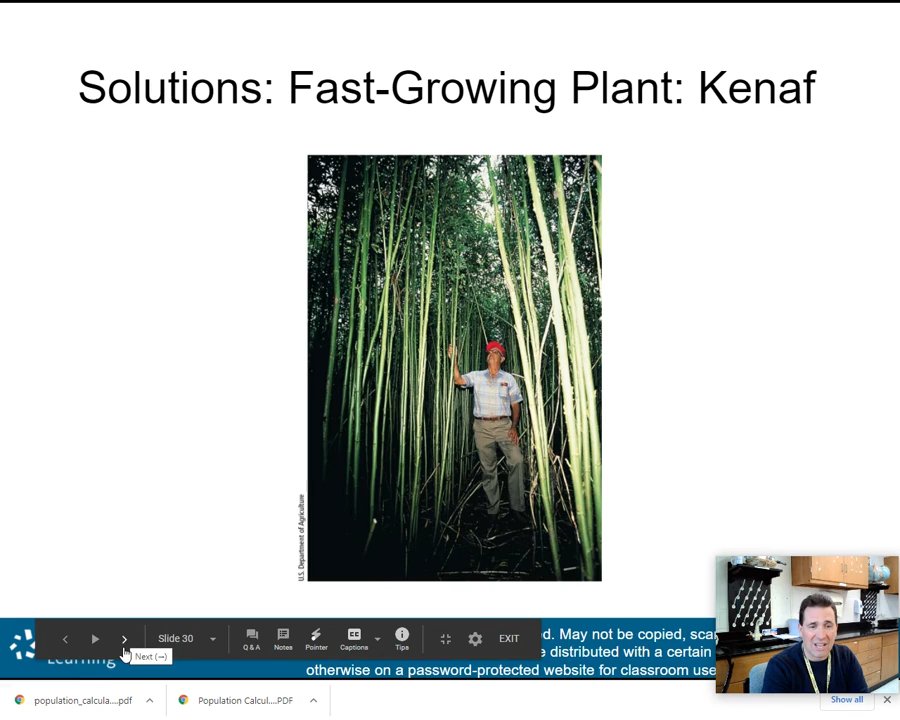 Solutions: Fast-Growing Plant: Kenaf
U.S. Department of Agriculture
Learning
ed. May not be copied, sca
e distributed with a certain
otherwise on a password-protected website for classroom use
Slide 30
Q & A
Notes
Pointer
Captions
Tips
EXIT
Next (→)
population_calcula....pdf
Population Calcul....PDF
Show all